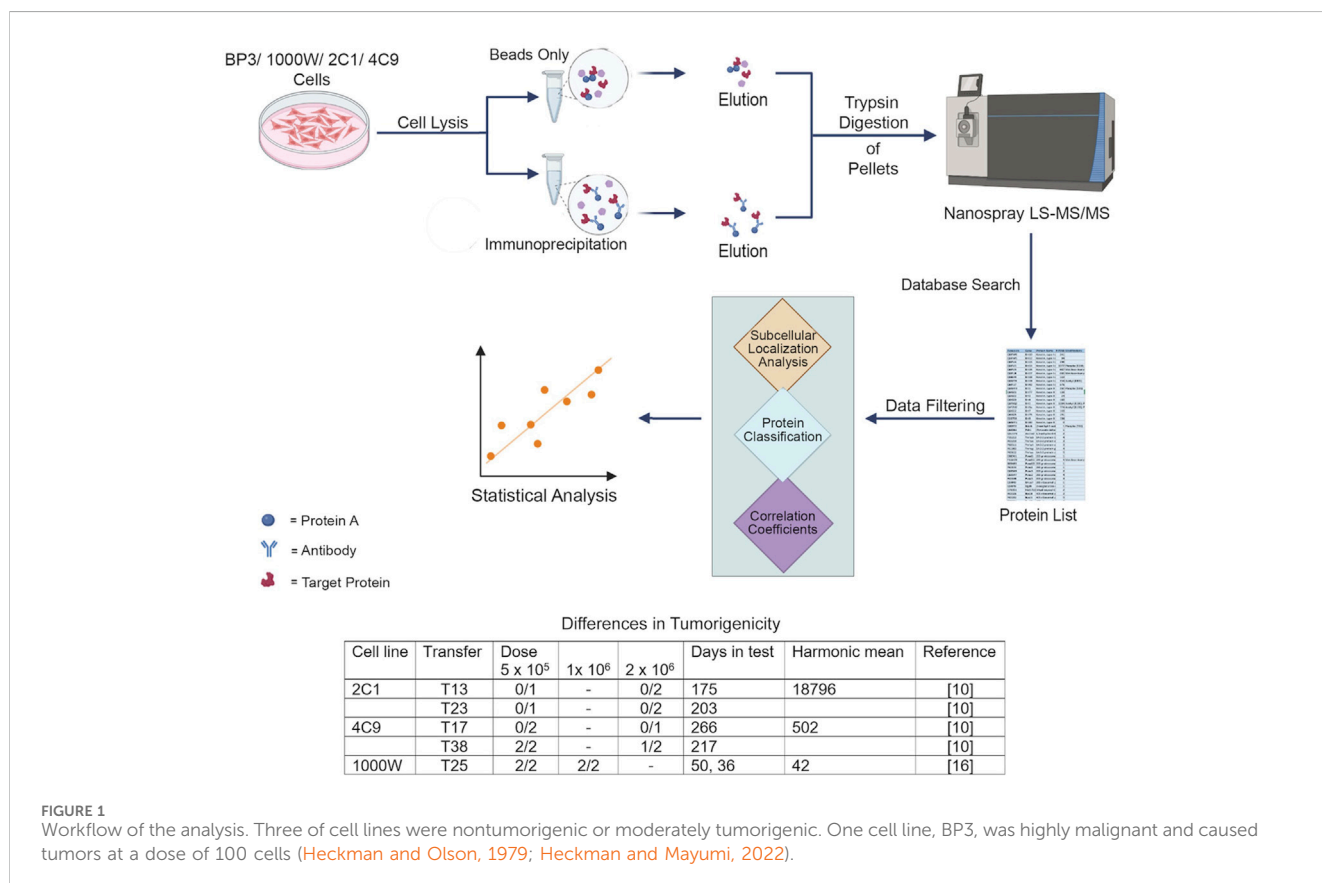 BP3/ 1000W/ 2C1/ 4C9
Cells
Cell Lysis
Beads Only
Immunoprecipitation
Elution
Elution
Trypsin
Digestion
of
Pellets
Nanospray LS-MS/MS
Database Search
Protein List
Data Filtering
Subcellular
Localization
Analysis
Protein
Classification
Correlation
Coefficients
Statistical Analysis
= Protein A
= Antibody
= Target Protein
Differences in Tumorigenicity
Cell line Transfer Dose Days in test Harmonic mean Reference
5 x 10⁵ 1x 10⁶ 2 x 10⁶
2C1 T13 0/1 - 0/2 175 18796 [10]
T23 0/1 - 0/2 203 [10]
4C9 T17 0/2 - 0/1 266 502 [10]
T38 2/2 - 1/2 217 [10]
1000W T25 2/2 2/2 - 50, 36 42 [16]
FIGURE 1
Workflow of the analysis. Three of cell lines were nontumorigenic or moderately tumorigenic. One cell line, BP3, was highly malignant and caused
tumors at a dose of 100 cells (Heckman and Olson, 1979; Heckman and Mayumi, 2022).